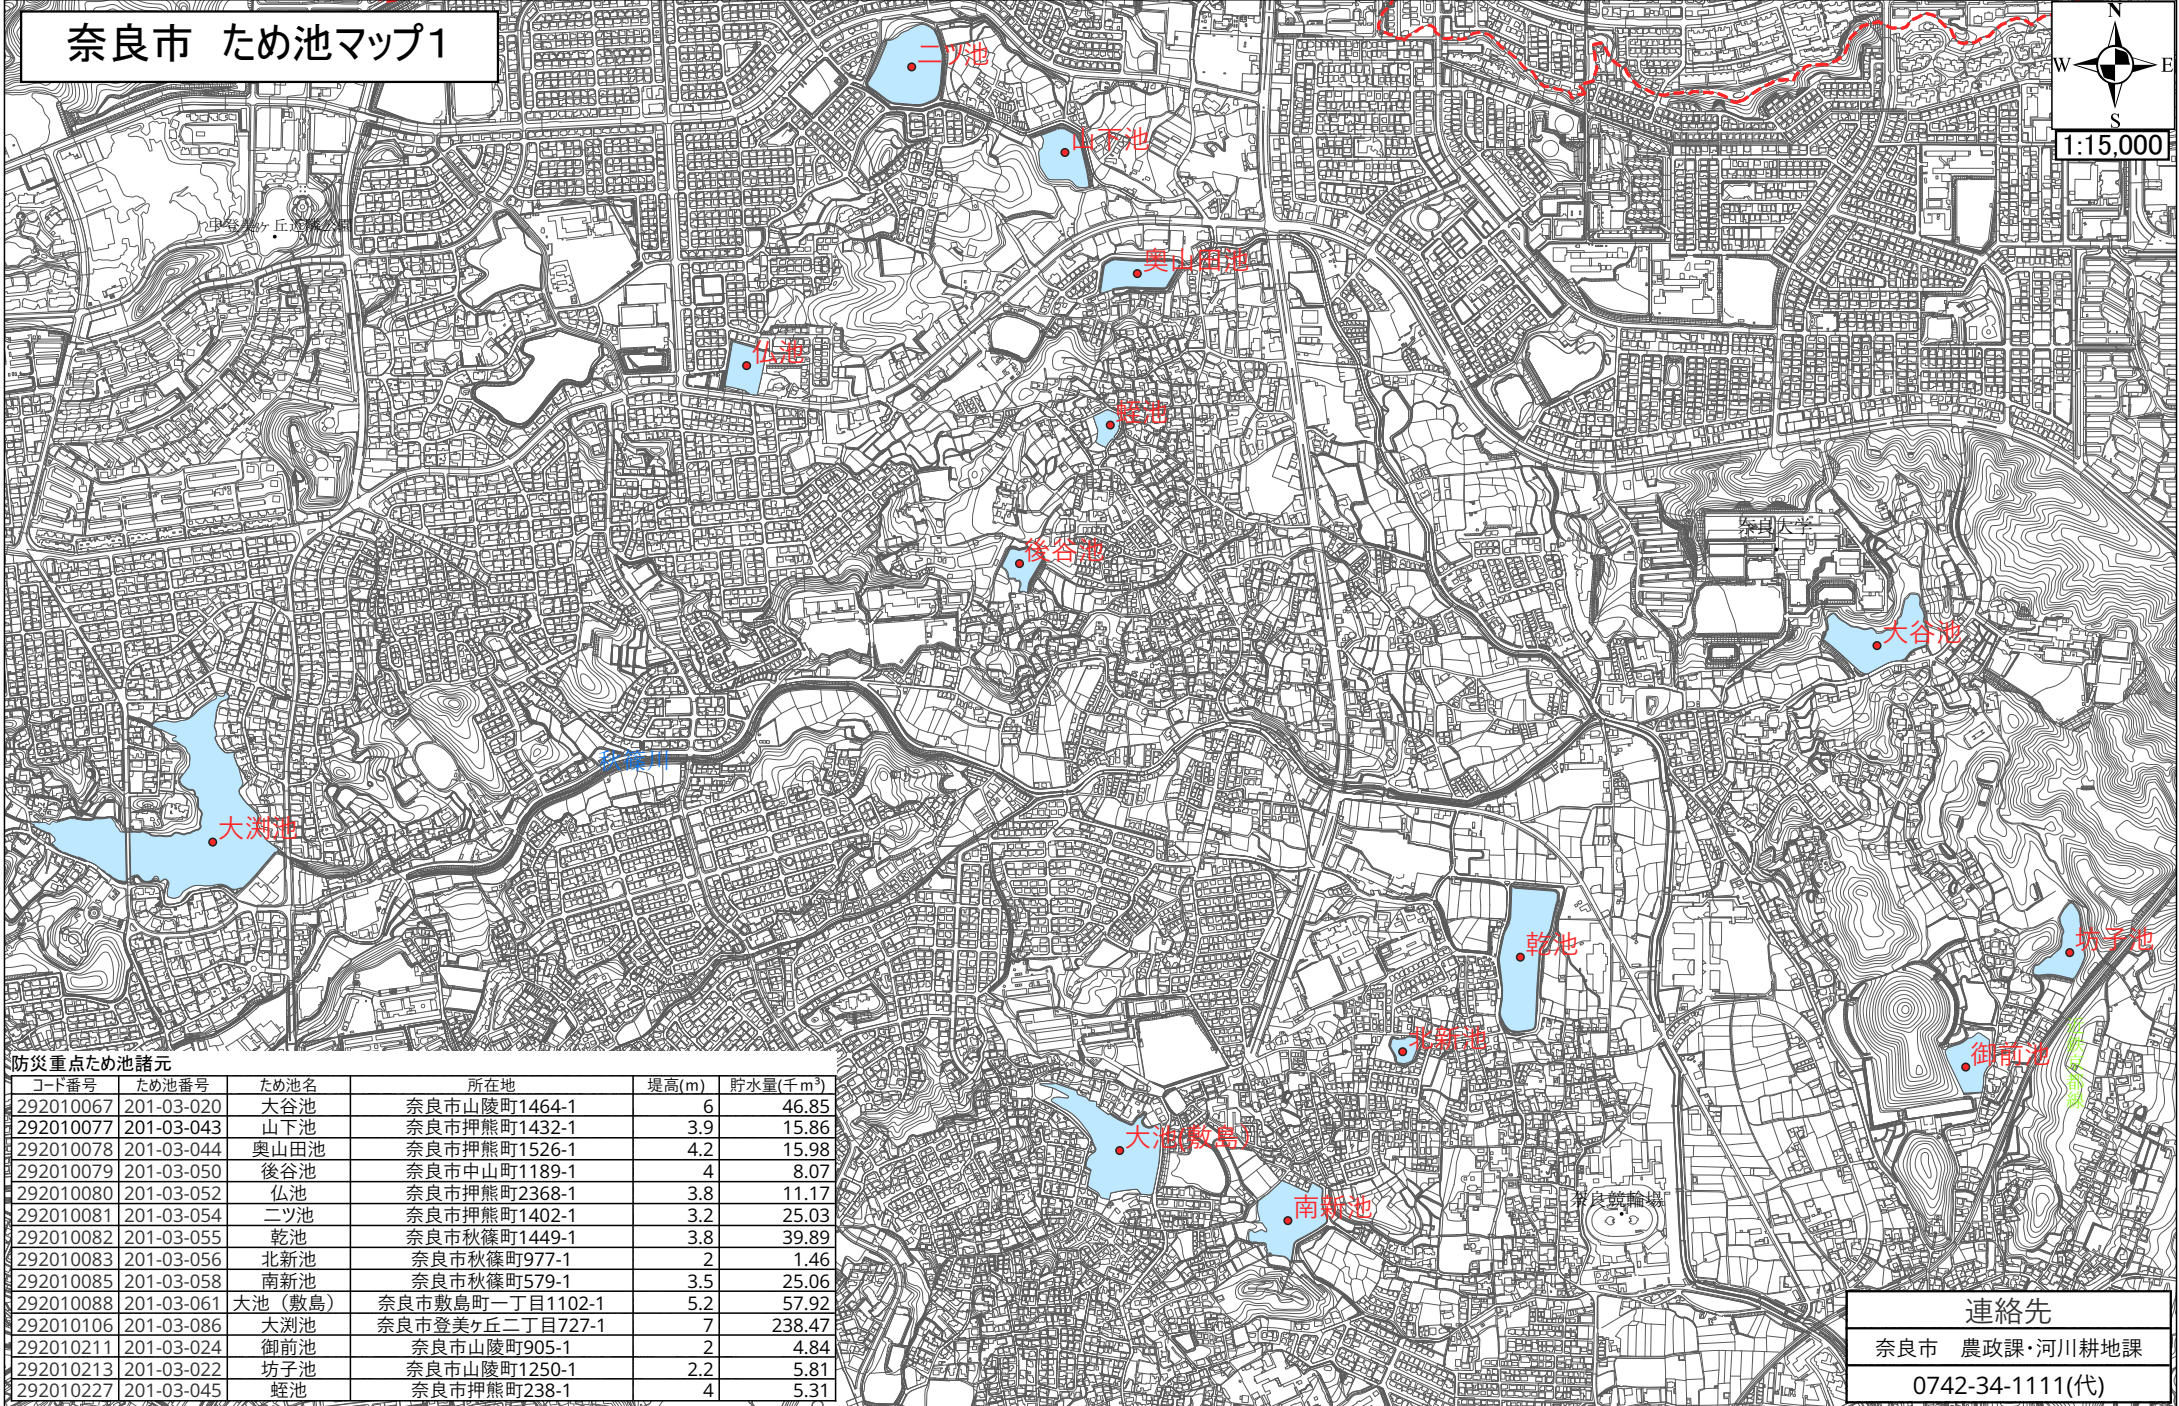 奈良市　ため池マップ1
N
W
E
S
1:15,000
二ツ池
山下池
奥山田池
仏池
蛭池
後谷池
奈良大学
大谷池
秋篠川
大渕池
乾池
坊子池
北新池
御前池
大池(敷島)
南新池
奈良競輪場
防災重点ため池諸元
コード番号 ため池番号 ため池名 所在地 堤高(m) 貯水量(千m³)
292010067 201-03-020 大谷池 奈良市山陵町1464-1 6 46.85
292010077 201-03-043 山下池 奈良市押熊町1432-1 3.9 15.86
292010078 201-03-044 奥山田池 奈良市押熊町1526-1 4.2 15.98
292010079 201-03-050 後谷池 奈良市中山町1189-1 4 8.07
292010080 201-03-052 仏池 奈良市押熊町2368-1 3.8 11.17
292010081 201-03-054 二ツ池 奈良市押熊町1402-1 3.2 25.03
292010082 201-03-055 乾池 奈良市秋篠町1449-1 3.8 39.89
292010083 201-03-056 北新池 奈良市秋篠町977-1 2 1.46
292010085 201-03-058 南新池 奈良市秋篠町579-1 3.5 25.06
292010088 201-03-061 大池（敷島） 奈良市敷島町一丁目1102-1 5.2 57.92
292010106 201-03-086 大渕池 奈良市登美ヶ丘二丁目727-1 7 238.47
292010211 201-03-024 御前池 奈良市山陵町905-1 2 4.84
292010213 201-03-022 坊子池 奈良市山陵町1250-1 2.2 5.81
292010227 201-03-045 蛭池 奈良市押熊町238-1 4 5.31
連絡先
奈良市　農政課・河川耕地課
0742-34-1111(代)